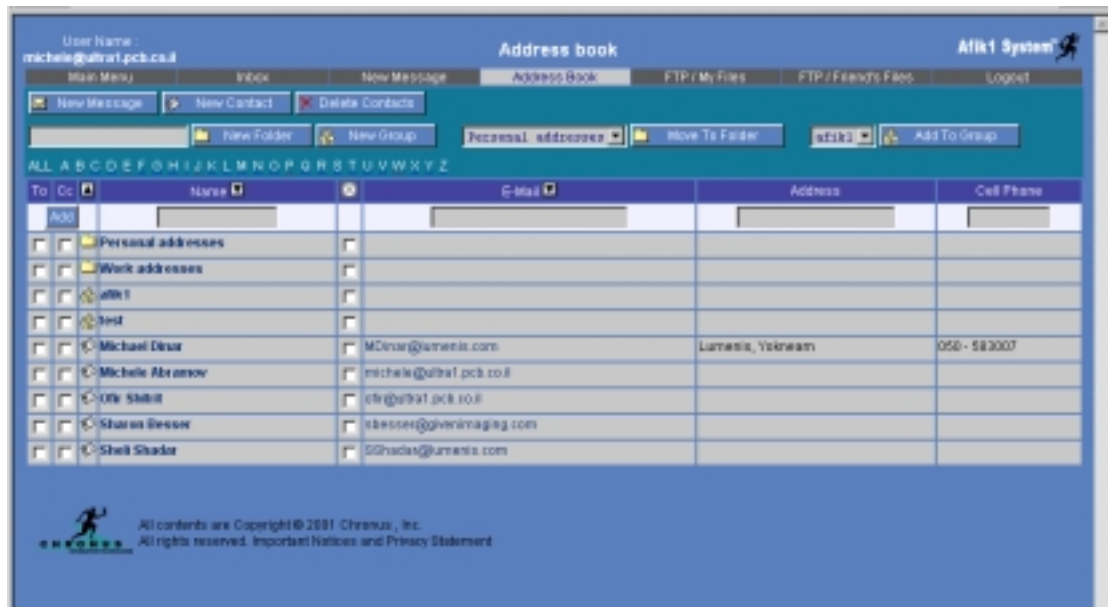 User Name :
michele@ultra1.pcb.co.il
Address book
Afik1 System
Main Menu Inbox New Message Address Book FTP / My Files FTP / Friend's Files Logout
New Message New Contact Delete Contacts
New Folder New Group Personal addresses Move To Folder afik1 Add To Group
ALL A B C D E F G H I J K L M N O P Q R S T U V W X Y Z
To Cc Name E-Mail Address Cell Phone
Add
Personal addresses
Work addresses
afik1
test
Michael Dinar MDinar@lumenis.com Lumenis, Yokneam 050 - 583007
Michele Abramov michele@ultra1.pcb.co.il
Ofir ofir@ultra1.pcb.co.il
Sharon Besser sbesser@givenimaging.com
Sheli Shadar SShadar@lumenis.com
CHRONUS
All contents are Copyright © 2001 Chronus , Inc.
All rights reserved. Important Notices and Privacy Statement